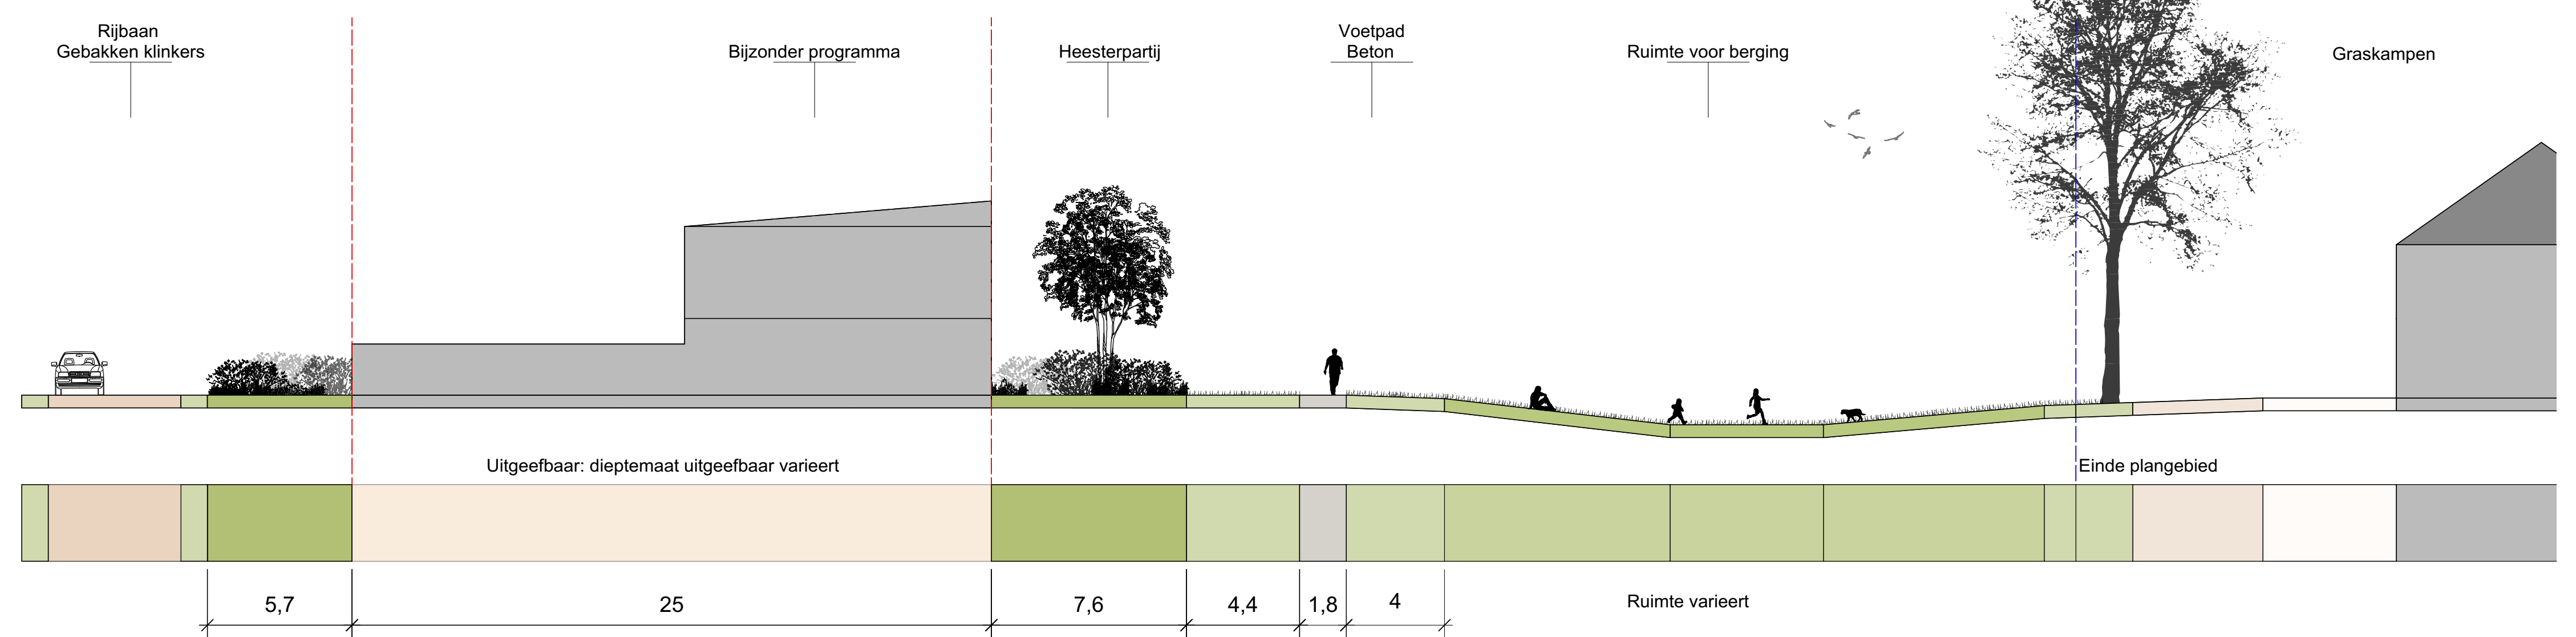 Rijbaan
Gebakken klinkers
Bijzonder programma
Heesterpartij
Voetpad
Beton
Ruimte voor berging
Graskampen
Uitgeefbaar: dieptemaat uitgeefbaar varieert
Einde plangebied
5,7
25
7,6
4,4
1,8
4
Ruimte varieert